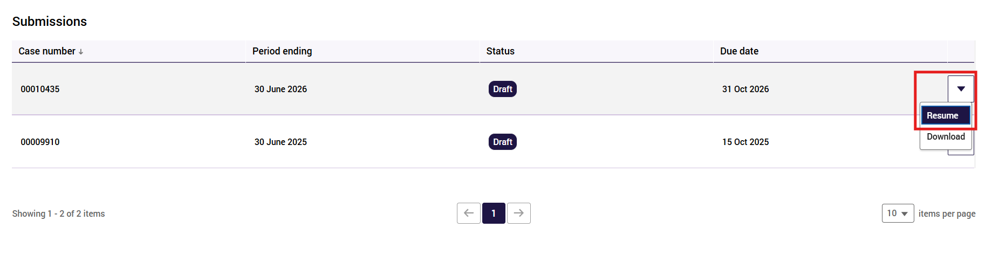 Submissions
Case number ↓ Period ending Status Due date
00010435 30 June 2026 Draft 31 Oct 2026
Resume
Download
00009910 30 June 2025 Draft 15 Oct 2025
Showing 1 - 2 of 2 items ← 1 → 10 items per page